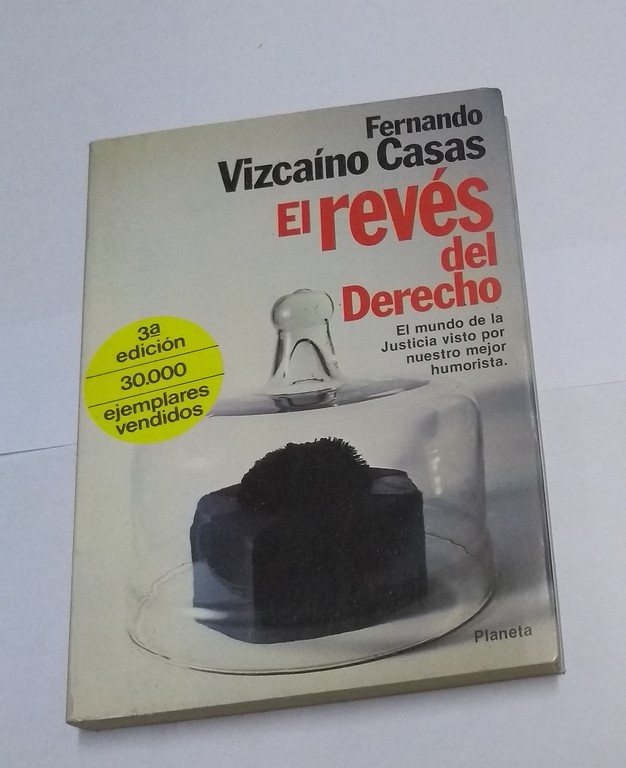 Fernando
Vizcaíno Casas
El revés
del
Derecho
El mundo de la
Justicia visto por
nuestro mejor
humorista.
3ª
edición
30.000
ejemplares
vendidos
Planeta